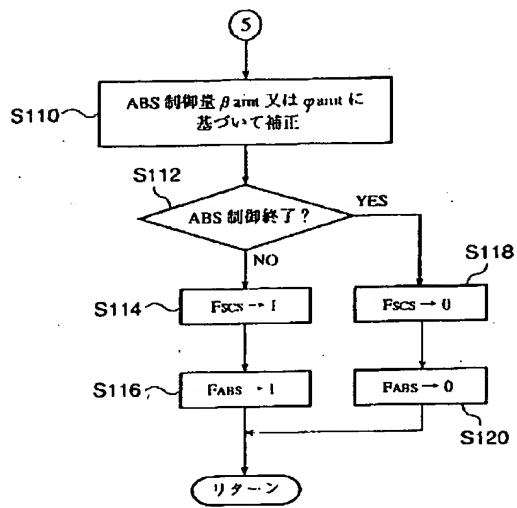 5
S110
ABS 制御量 βamt 又は φamt に
基づいて補正
S112
ABS 制御終了？
YES
NO
S114
FSCS → 1
S118
FSCS → 0
S116
FABS → 1
FABS → 0
S120
リターン